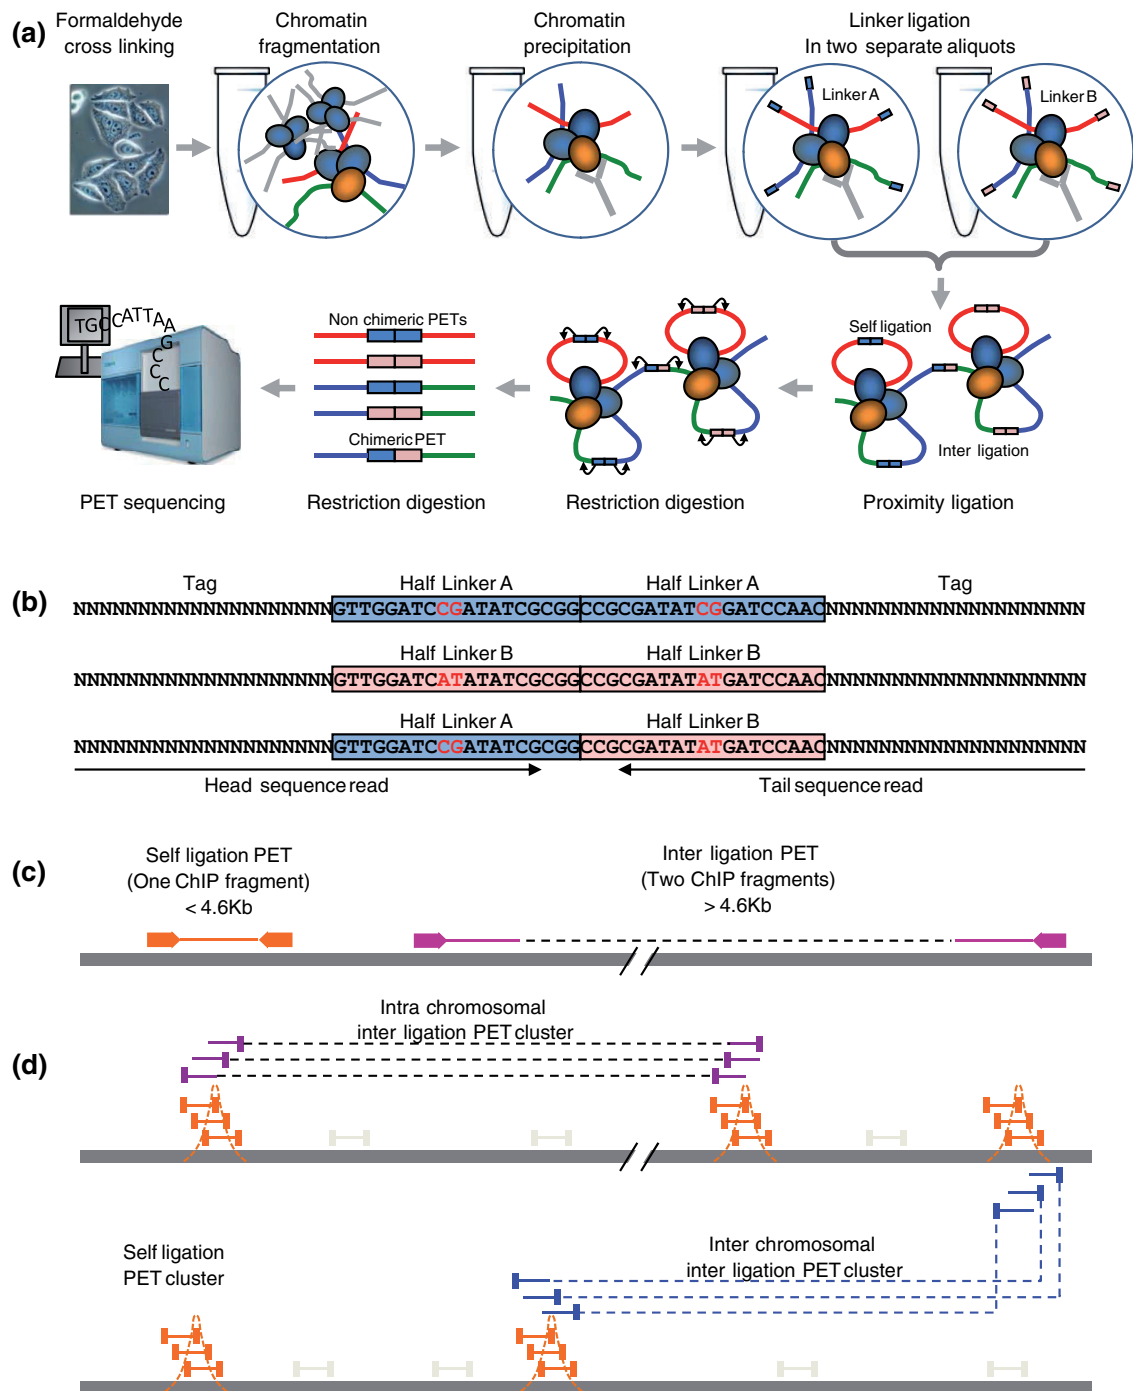 (a)
Formaldehyde
cross linking
Chromatin
fragmentation
Chromatin
precipitation
Linker ligation
In two separate aliquots
Linker A
Linker B
TGCCATTAAGCCC
Non chimeric PETs
Chimeric PET
Self ligation
Inter ligation
PET sequencing
Restriction digestion
Restriction digestion
Proximity ligation
(b)
Tag
Half Linker A
Half Linker A
Tag
NNNNNNNNNNNNNNNNNNNNGTTGGATCCGATATCGCGGCCGCGATATCGGATCCAACNNNNNNNNNNNNNNNNNNNN
Half Linker B
Half Linker B
NNNNNNNNNNNNNNNNNNNNGTTGGATCATATATCGCGGCCGCGATATATGATCCAACNNNNNNNNNNNNNNNNNNNN
Half Linker A
Half Linker B
NNNNNNNNNNNNNNNNNNNNGTTGGATCCGATATCGCGGCCGCGATATATGATCCAACNNNNNNNNNNNNNNNNNNNN
Head sequence read
Tail sequence read
(c)
Self ligation PET
(One ChIP fragment)
< 4.6Kb
Inter ligation PET
(Two ChIP fragments)
> 4.6Kb
(d)
Intra chromosomal
inter ligation PET cluster
Self ligation
PET cluster
Inter chromosomal
inter ligation PET cluster